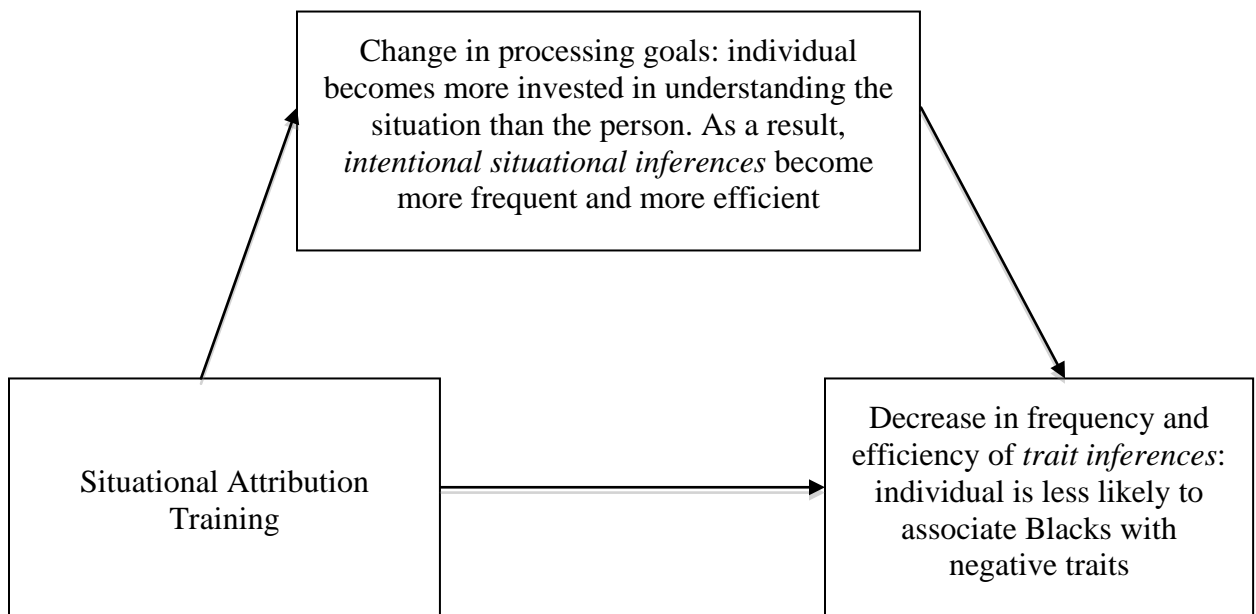 Change in processing goals: individual
becomes more invested in understanding the
situation than the person. As a result,
intentional situational inferences become
more frequent and more efficient
Situational Attribution
Training
Decrease in frequency and
efficiency of trait inferences:
individual is less likely to
associate Blacks with
negative traits